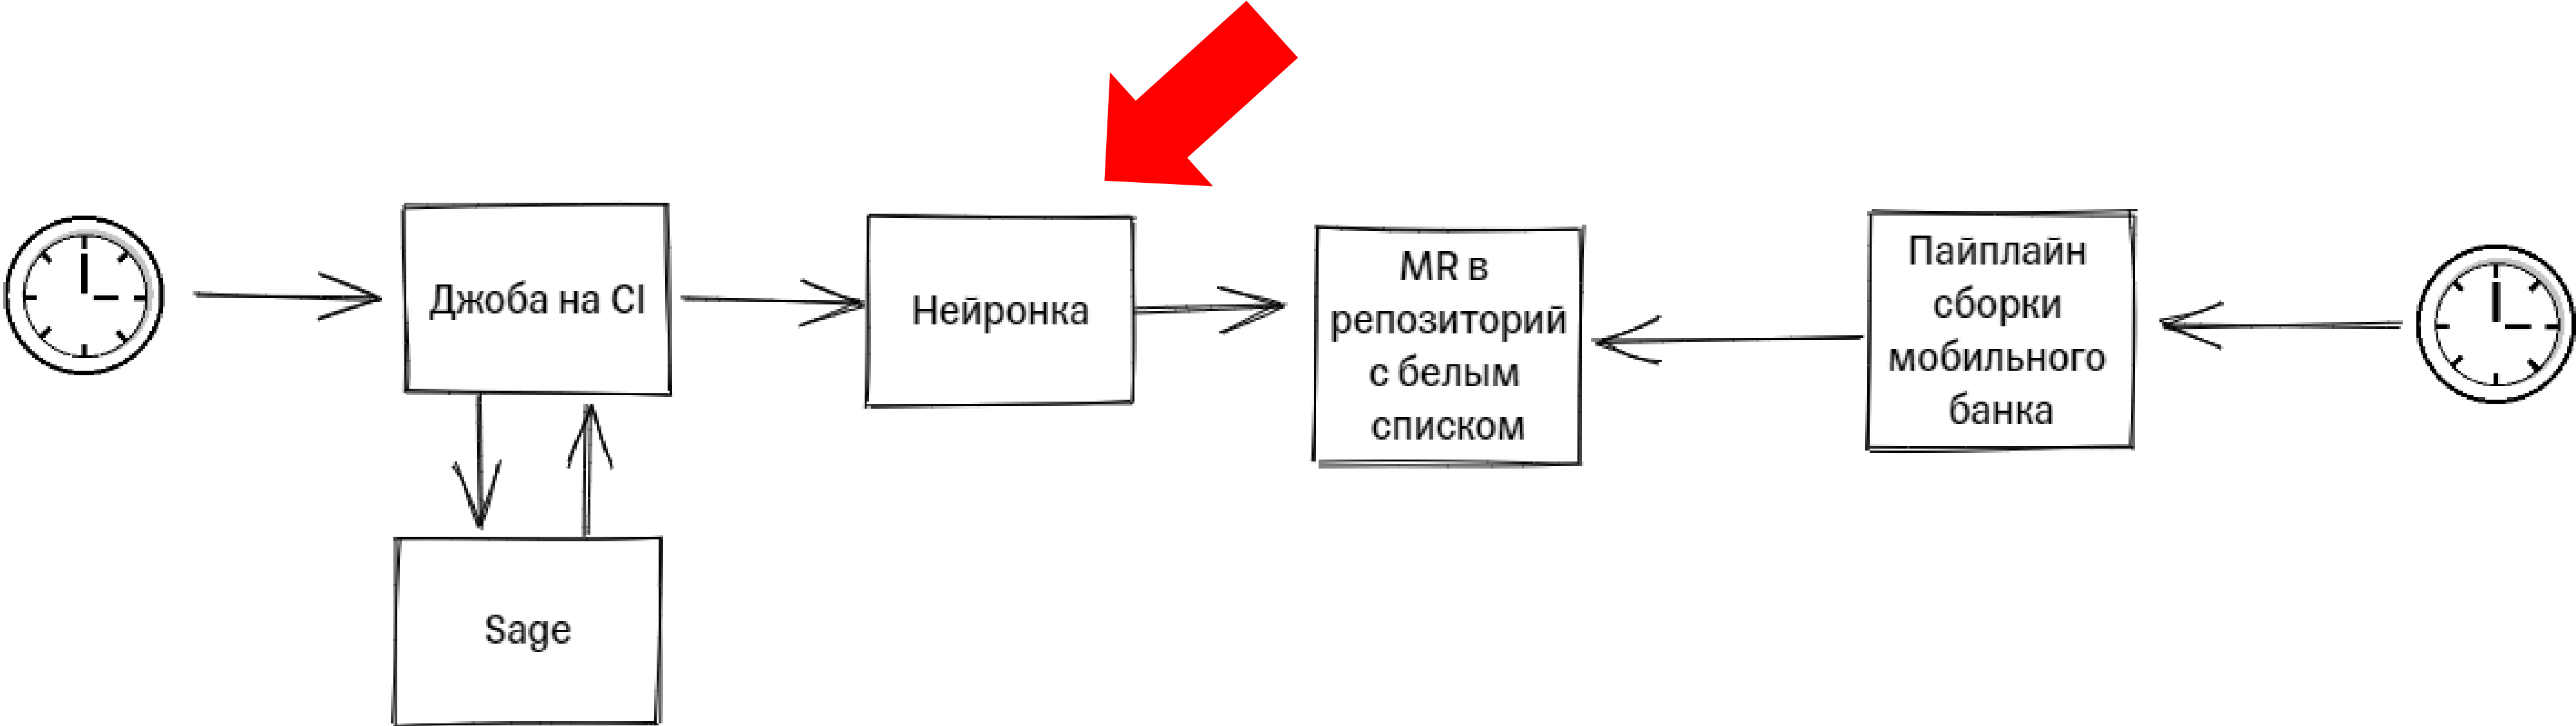 Джоба на CI
Нейронка
MR в
репозиторий
с белым
списком
Пайплайн
сборки
мобильного
банка
Sage